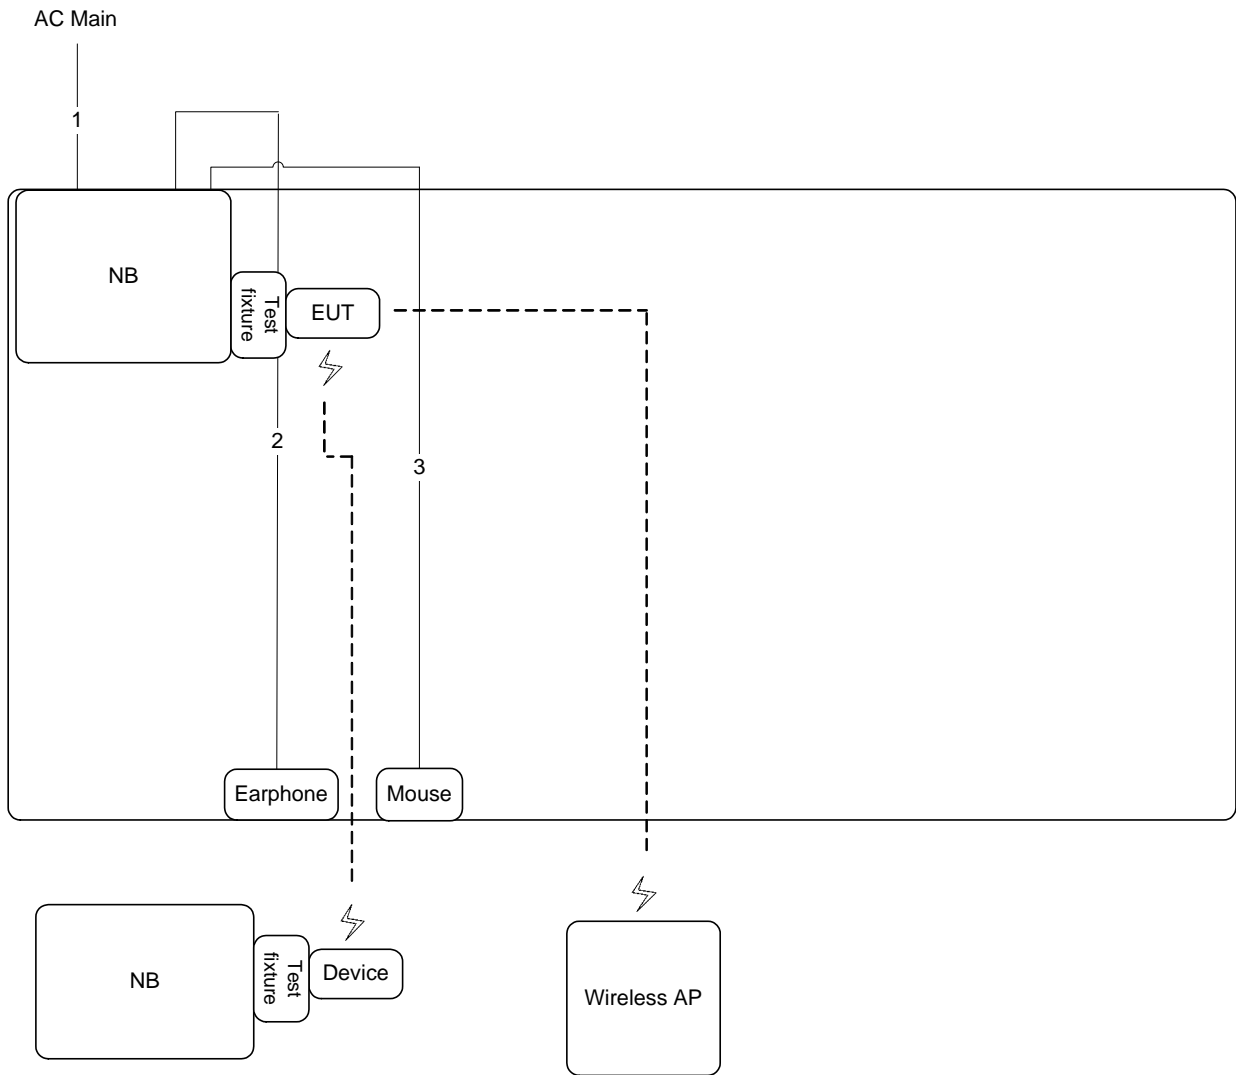 AC Main
1
NB
Test
fixture
EUT
2
3
Earphone
Mouse
NB
Test
fixture
Device
Wireless AP